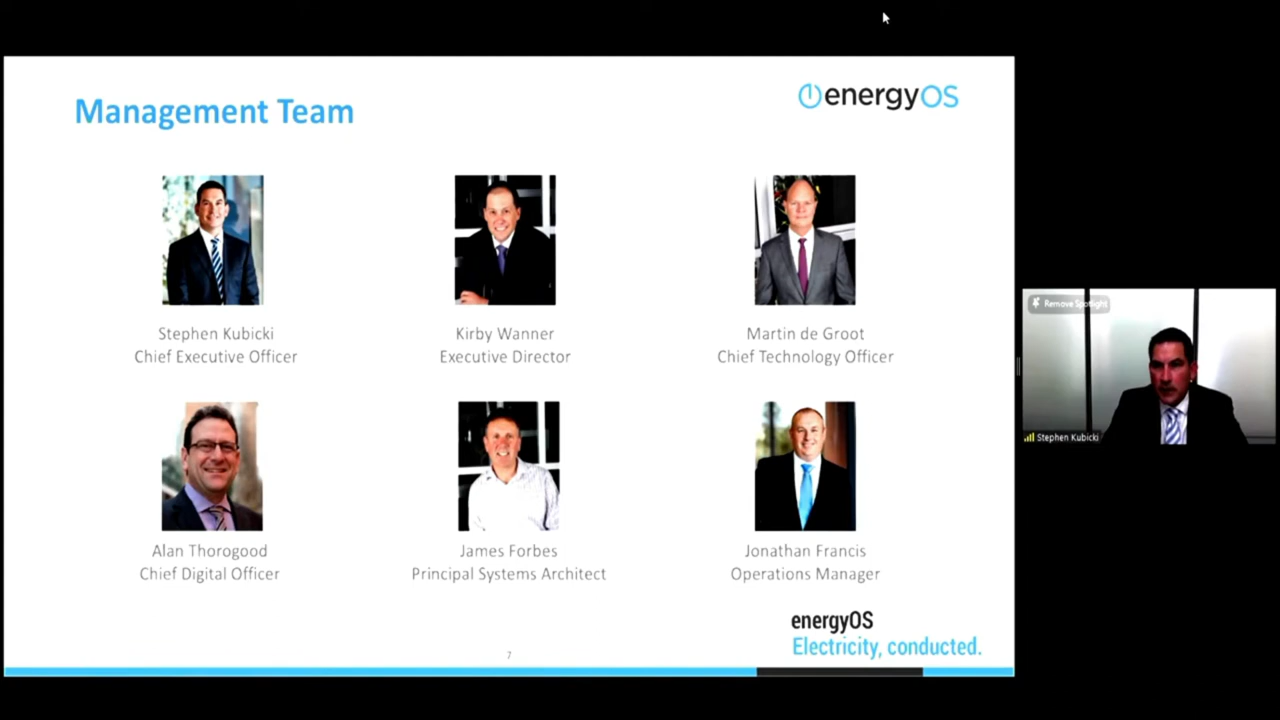 Management Team
energyOS
Stephen Kubicki
Chief Executive Officer
Kirby Wanner
Executive Director
Martin de Groot
Chief Technology Officer
Remove Spotlight
Stephen Kubicki
Alan Thorogood
Chief Digital Officer
James Forbes
Principal Systems Architect
Jonathan Francis
Operations Manager
energyOS
Electricity, conducted.
7